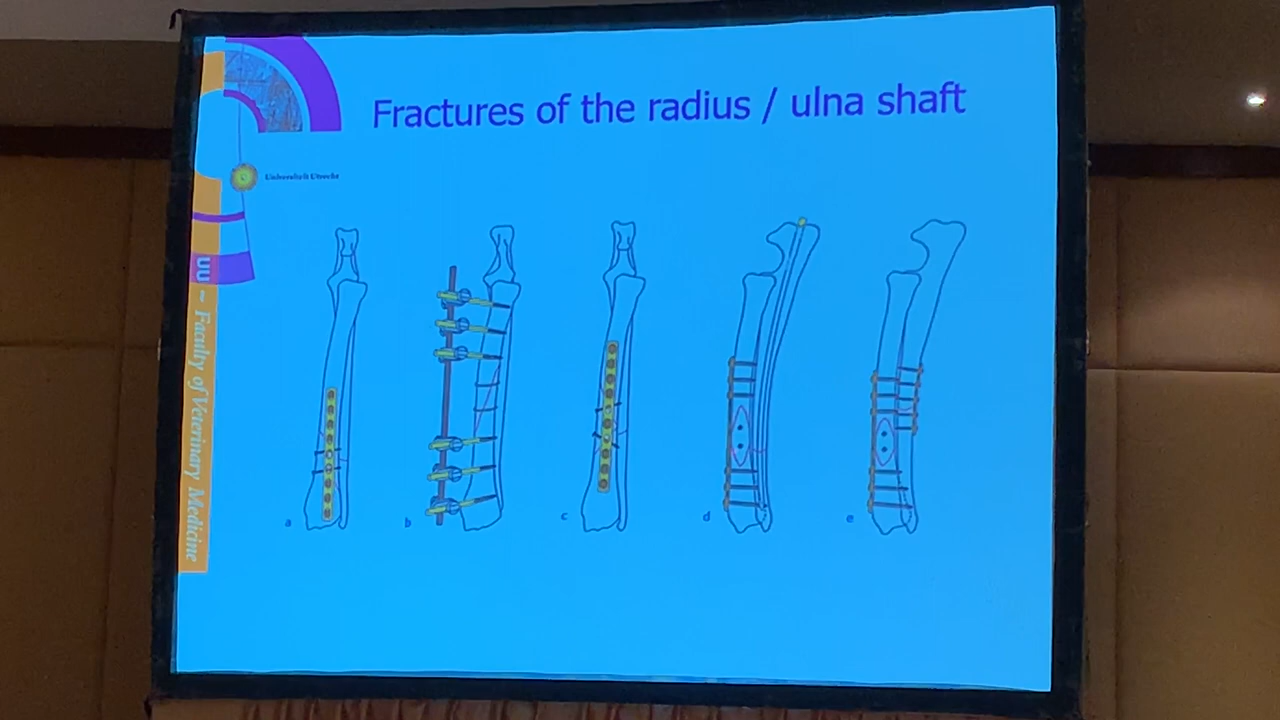 Fractures of the radius / ulna shaft
Universiteit Utrecht
UU ~ Faculty of Veterinary Medicine
a
b
c
d
e